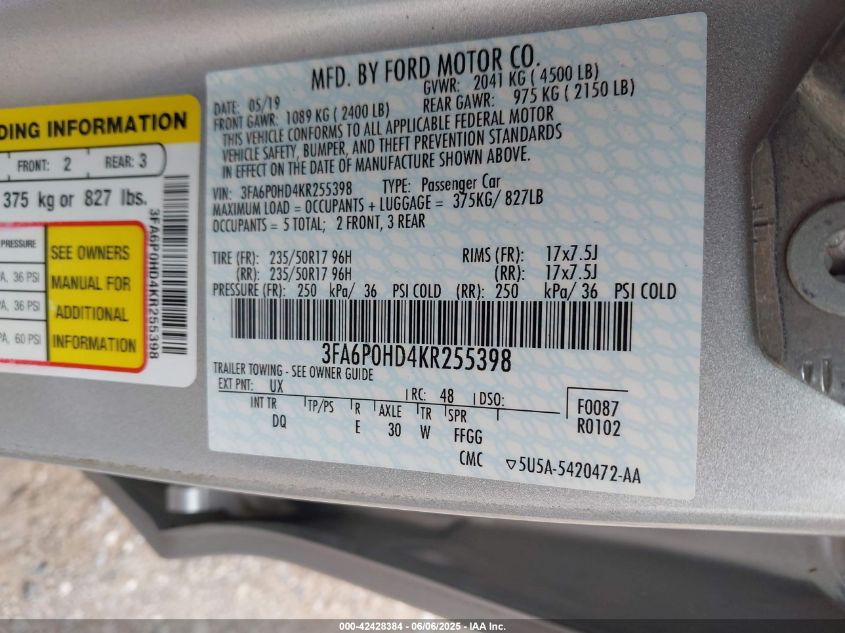 DING INFORMATION
FRONT: 2 REAR: 3
375 kg or 827 lbs.
PRESSURE
SEE OWNERS
MANUAL FOR
ADDITIONAL
INFORMATION
A, 36 PSI
A, 36 PSI
PA, 60 PSI
3FA6P0HD4KR255398
MFD. BY FORD MOTOR CO.
DATE: 05/19 GVWR: 2041 KG ( 4500 LB)
FRONT GAWR: 1089 KG ( 2400 LB) REAR GAWR: 975 KG ( 2150 LB)
THIS VEHICLE CONFORMS TO ALL APPLICABLE FEDERAL MOTOR
VEHICLE SAFETY, BUMPER, AND THEFT PREVENTION STANDARDS
IN EFFECT ON THE DATE OF MANUFACTURE SHOWN ABOVE.
VIN: 3FA6P0HD4KR255398 TYPE: Passenger Car
MAXIMUM LOAD = OCCUPANTS + LUGGAGE = 375KG/ 827LB
OCCUPANTS = 5 TOTAL; 2 FRONT, 3 REAR
TIRE (FR): 235/50R17 96H RIMS (FR): 17x7.5J
(RR): 235/50R17 96H (RR): 17x7.5J
PRESSURE (FR): 250 kPa/ 36 PSI COLD (RR): 250 kPa/ 36 PSI COLD
3FA6P0HD4KR255398
TRAILER TOWING - SEE OWNER GUIDE
EXT PNT: UX RC: 48 DSO:
INT TR TP/PS R AXLE TR SPR
DQ E 30 W FFGG
F0087
R0102
CMC ▽5U5A-5420472-AA
000-42428384 | 06/06/2025 - IAA Inc.